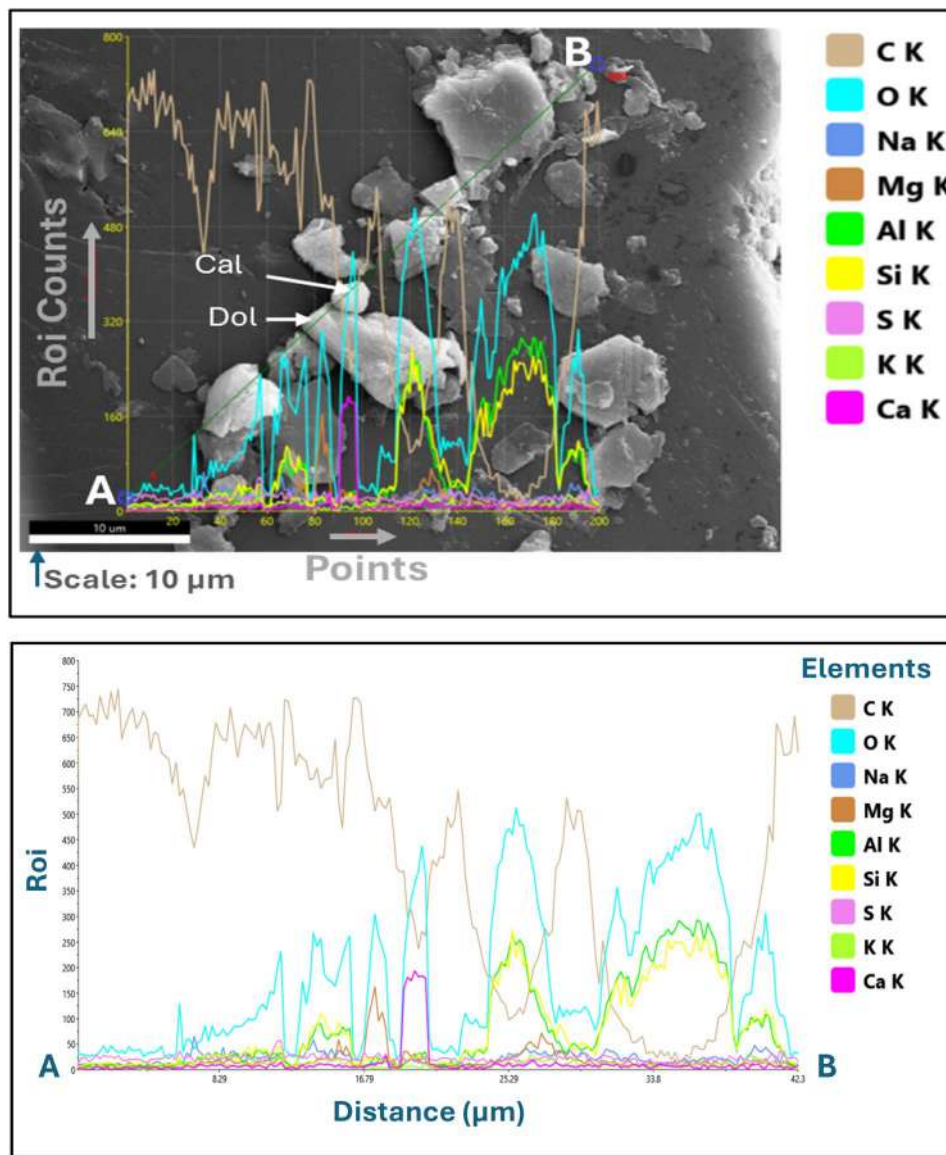 800
640
480
320
160
0
20 40 60 80 100 120 140 160 180 200
Roi Counts
Points
A
B
Cal
Dol
10 um
Scale: 10 µm
C K
O K
Na K
Mg K
Al K
Si K
S K
K K
Ca K
800
750
700
650
600
550
500
450
400
350
300
250
200
150
100
50
0
Roi
A
8.29 16.79 25.29 33.8 42.3
B
Distance (µm)
Elements
C K
O K
Na K
Mg K
Al K
Si K
S K
K K
Ca K